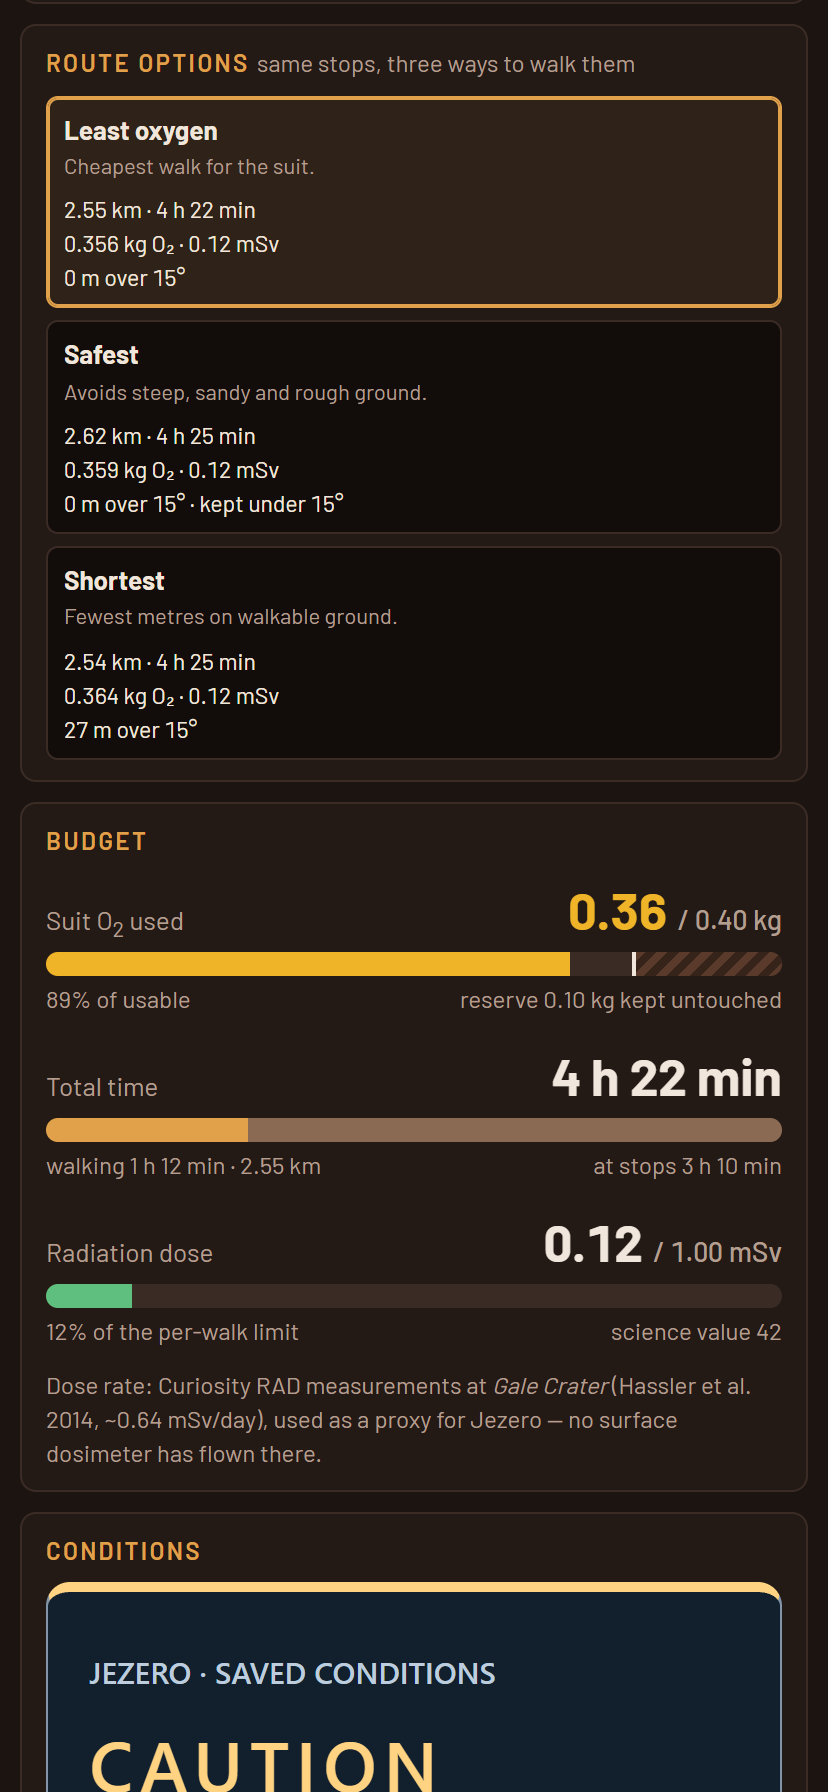 ROUTE OPTIONS same stops, three ways to walk them
Least oxygen
Cheapest walk for the suit.
2.55 km · 4 h 22 min
0.356 kg O₂ · 0.12 mSv
0 m over 15°
Safest
Avoids steep, sandy and rough ground.
2.62 km · 4 h 25 min
0.359 kg O₂ · 0.12 mSv
0 m over 15° · kept under 15°
Shortest
Fewest metres on walkable ground.
2.54 km · 4 h 25 min
0.364 kg O₂ · 0.12 mSv
27 m over 15°
BUDGET
Suit O₂ used 0.36 / 0.40 kg
89% of usable reserve 0.10 kg kept untouched
Total time 4 h 22 min
walking 1 h 12 min · 2.55 km at stops 3 h 10 min
Radiation dose 0.12 / 1.00 mSv
12% of the per-walk limit science value 42
Dose rate: Curiosity RAD measurements at Gale Crater (Hassler et al.
2014, ~0.64 mSv/day), used as a proxy for Jezero — no surface
dosimeter has flown there.
CONDITIONS
JEZERO · SAVED CONDITIONS
CAUTION